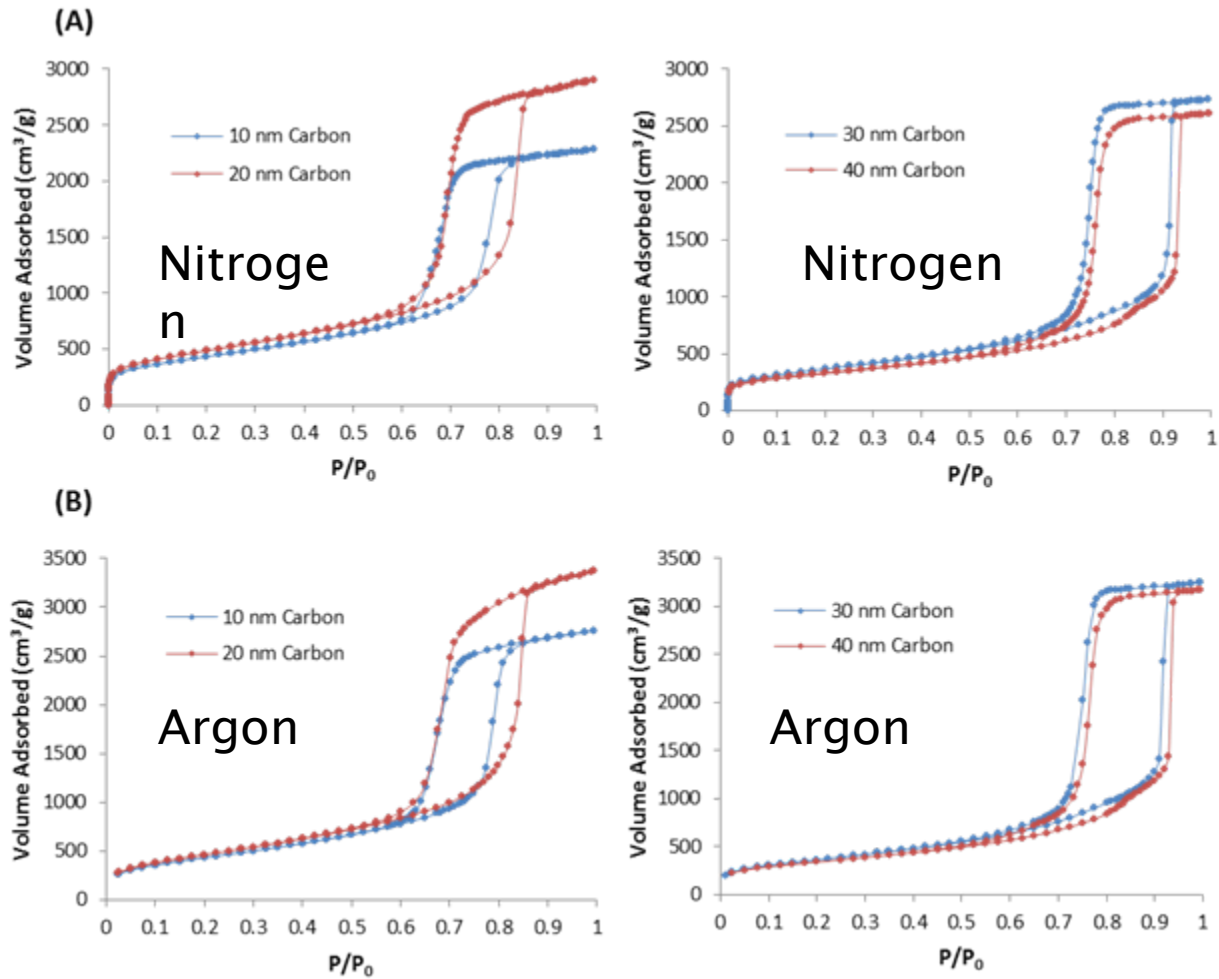 (A)
3000
2500
2000
1500
1000
500
0
Volume Adsorbed (cm³/g)
10 nm Carbon
20 nm Carbon
Nitroge
n
0 0.1 0.2 0.3 0.4 0.5 0.6 0.7 0.8 0.9 1
P/P₀
3000
2500
2000
1500
1000
500
0
Volume Adsorbed (cm³/g)
30 nm Carbon
40 nm Carbon
Nitrogen
0 0.1 0.2 0.3 0.4 0.5 0.6 0.7 0.8 0.9 1
P/P₀
(B)
3500
3000
2500
2000
1500
1000
500
0
Volume Adsorbed (cm³/g)
10 nm Carbon
20 nm Carbon
Argon
0 0.1 0.2 0.3 0.4 0.5 0.6 0.7 0.8 0.9 1
P/P₀
3500
3000
2500
2000
1500
1000
500
0
Volume Adsorbed (cm³/g)
30 nm Carbon
40 nm Carbon
Argon
0 0.1 0.2 0.3 0.4 0.5 0.6 0.7 0.8 0.9 1
P/P₀